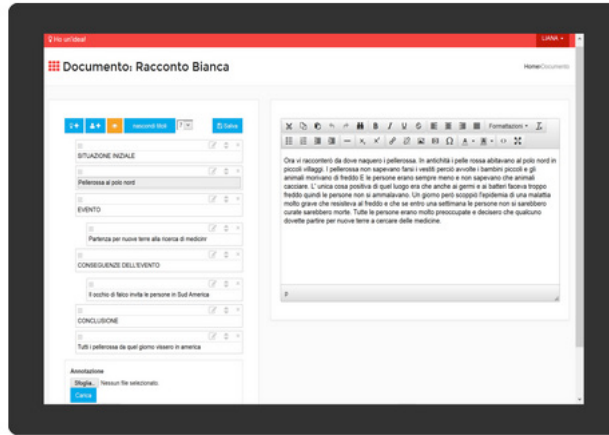 Ho un'idea!
LIANA
Documento: Racconto Bianca
Home/Documento
nascondi titoli
7
Salva
SITUAZIONE INIZIALE
Pellerossa al polo nord
EVENTO
Partenza per nuove terre alla ricerca di medicin
CONSEGUENZE DELL'EVENTO
Il occhio di falco invita le persone in Sud America
CONCLUSIONE
Tutti i pellerossa da quel giorno vissero in america
Annotazione
Sfoglia... Nessun file selezionato.
Carica
B I U S
Formattazioni
Ora vi racconterò da dove naquero i pellerossa. In antichità i pelle rossa abitavano al polo nord in
piccoli villaggi. I pellerossa non sapevano farsi i vestiti perciò avvolte i bambini piccoli e gli
animali morivano di freddo E le persone erano sempre meno e non sapevano che animali
cacciare. L' unica cosa positiva di quel luogo era che anche ai germi e ai batteri faceva troppo
freddo quindi le persone non si ammalavano. Un giorno però scoppiò l'epidemia di una malattia
molto grave che resisteva al freddo e che se entro una settimana le persone non si sarebbero
curate sarebbero morte. Tutte le persone erano molto preoccupate e decisero che qualcuno
dovette partire per nuove terre a cercare delle medicine.
p